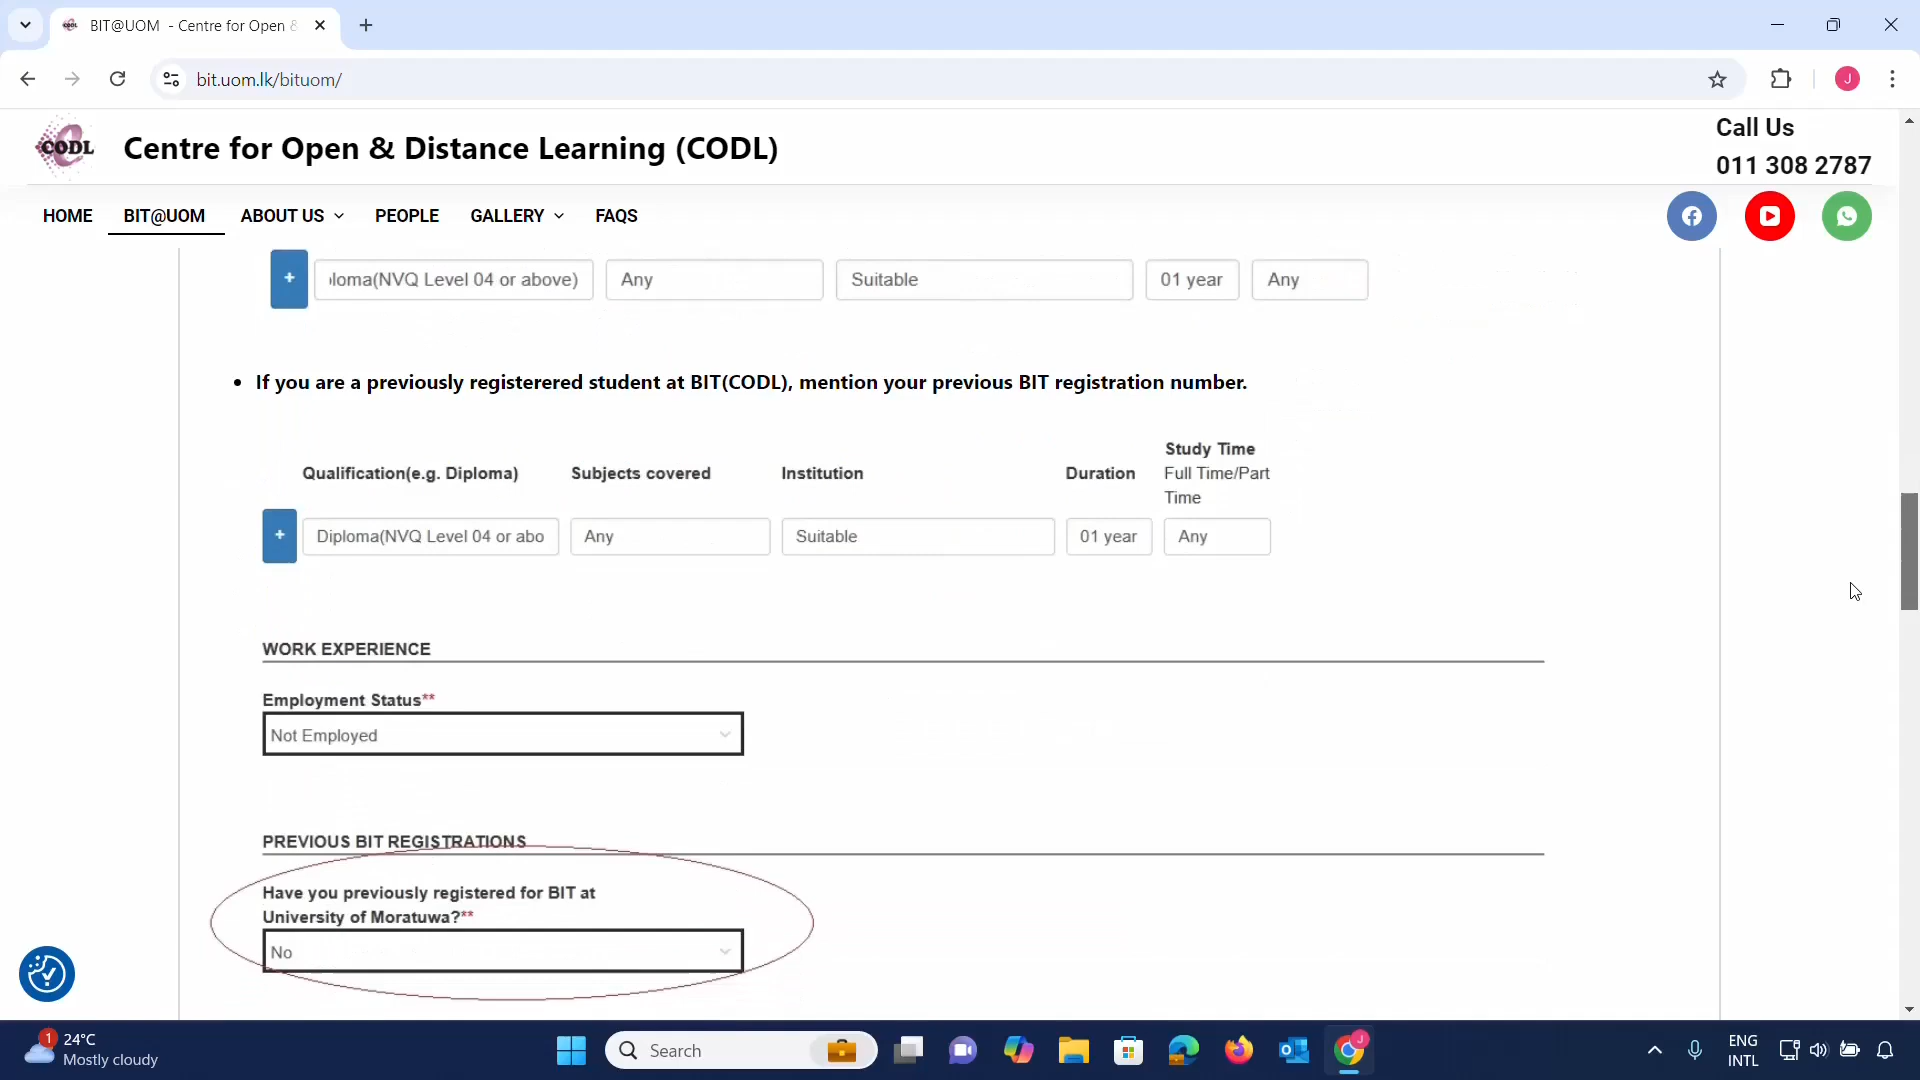 BIT@UOM - Centre for Open &
bit.uom.lk/bituom/
J
CODL
Centre for Open & Distance Learning (CODL)
Call Us
011 308 2787
HOME BIT@UOM ABOUT US PEOPLE GALLERY FAQS
loma(NVQ Level 04 or above) Any Suitable 01 year Any
• If you are a previously registerered student at BIT(CODL), mention your previous BIT registration number.
Study Time
Qualification(e.g. Diploma) Subjects covered Institution Duration Full Time/Part
Time
+ Diploma(NVQ Level 04 or abo Any Suitable 01 year Any
WORK EXPERIENCE
Employment Status**
Not Employed
PREVIOUS BIT REGISTRATIONS
Have you previously registered for BIT at
University of Moratuwa?**
No
1
24°C
Mostly cloudy
Search
J
ENG
INTL